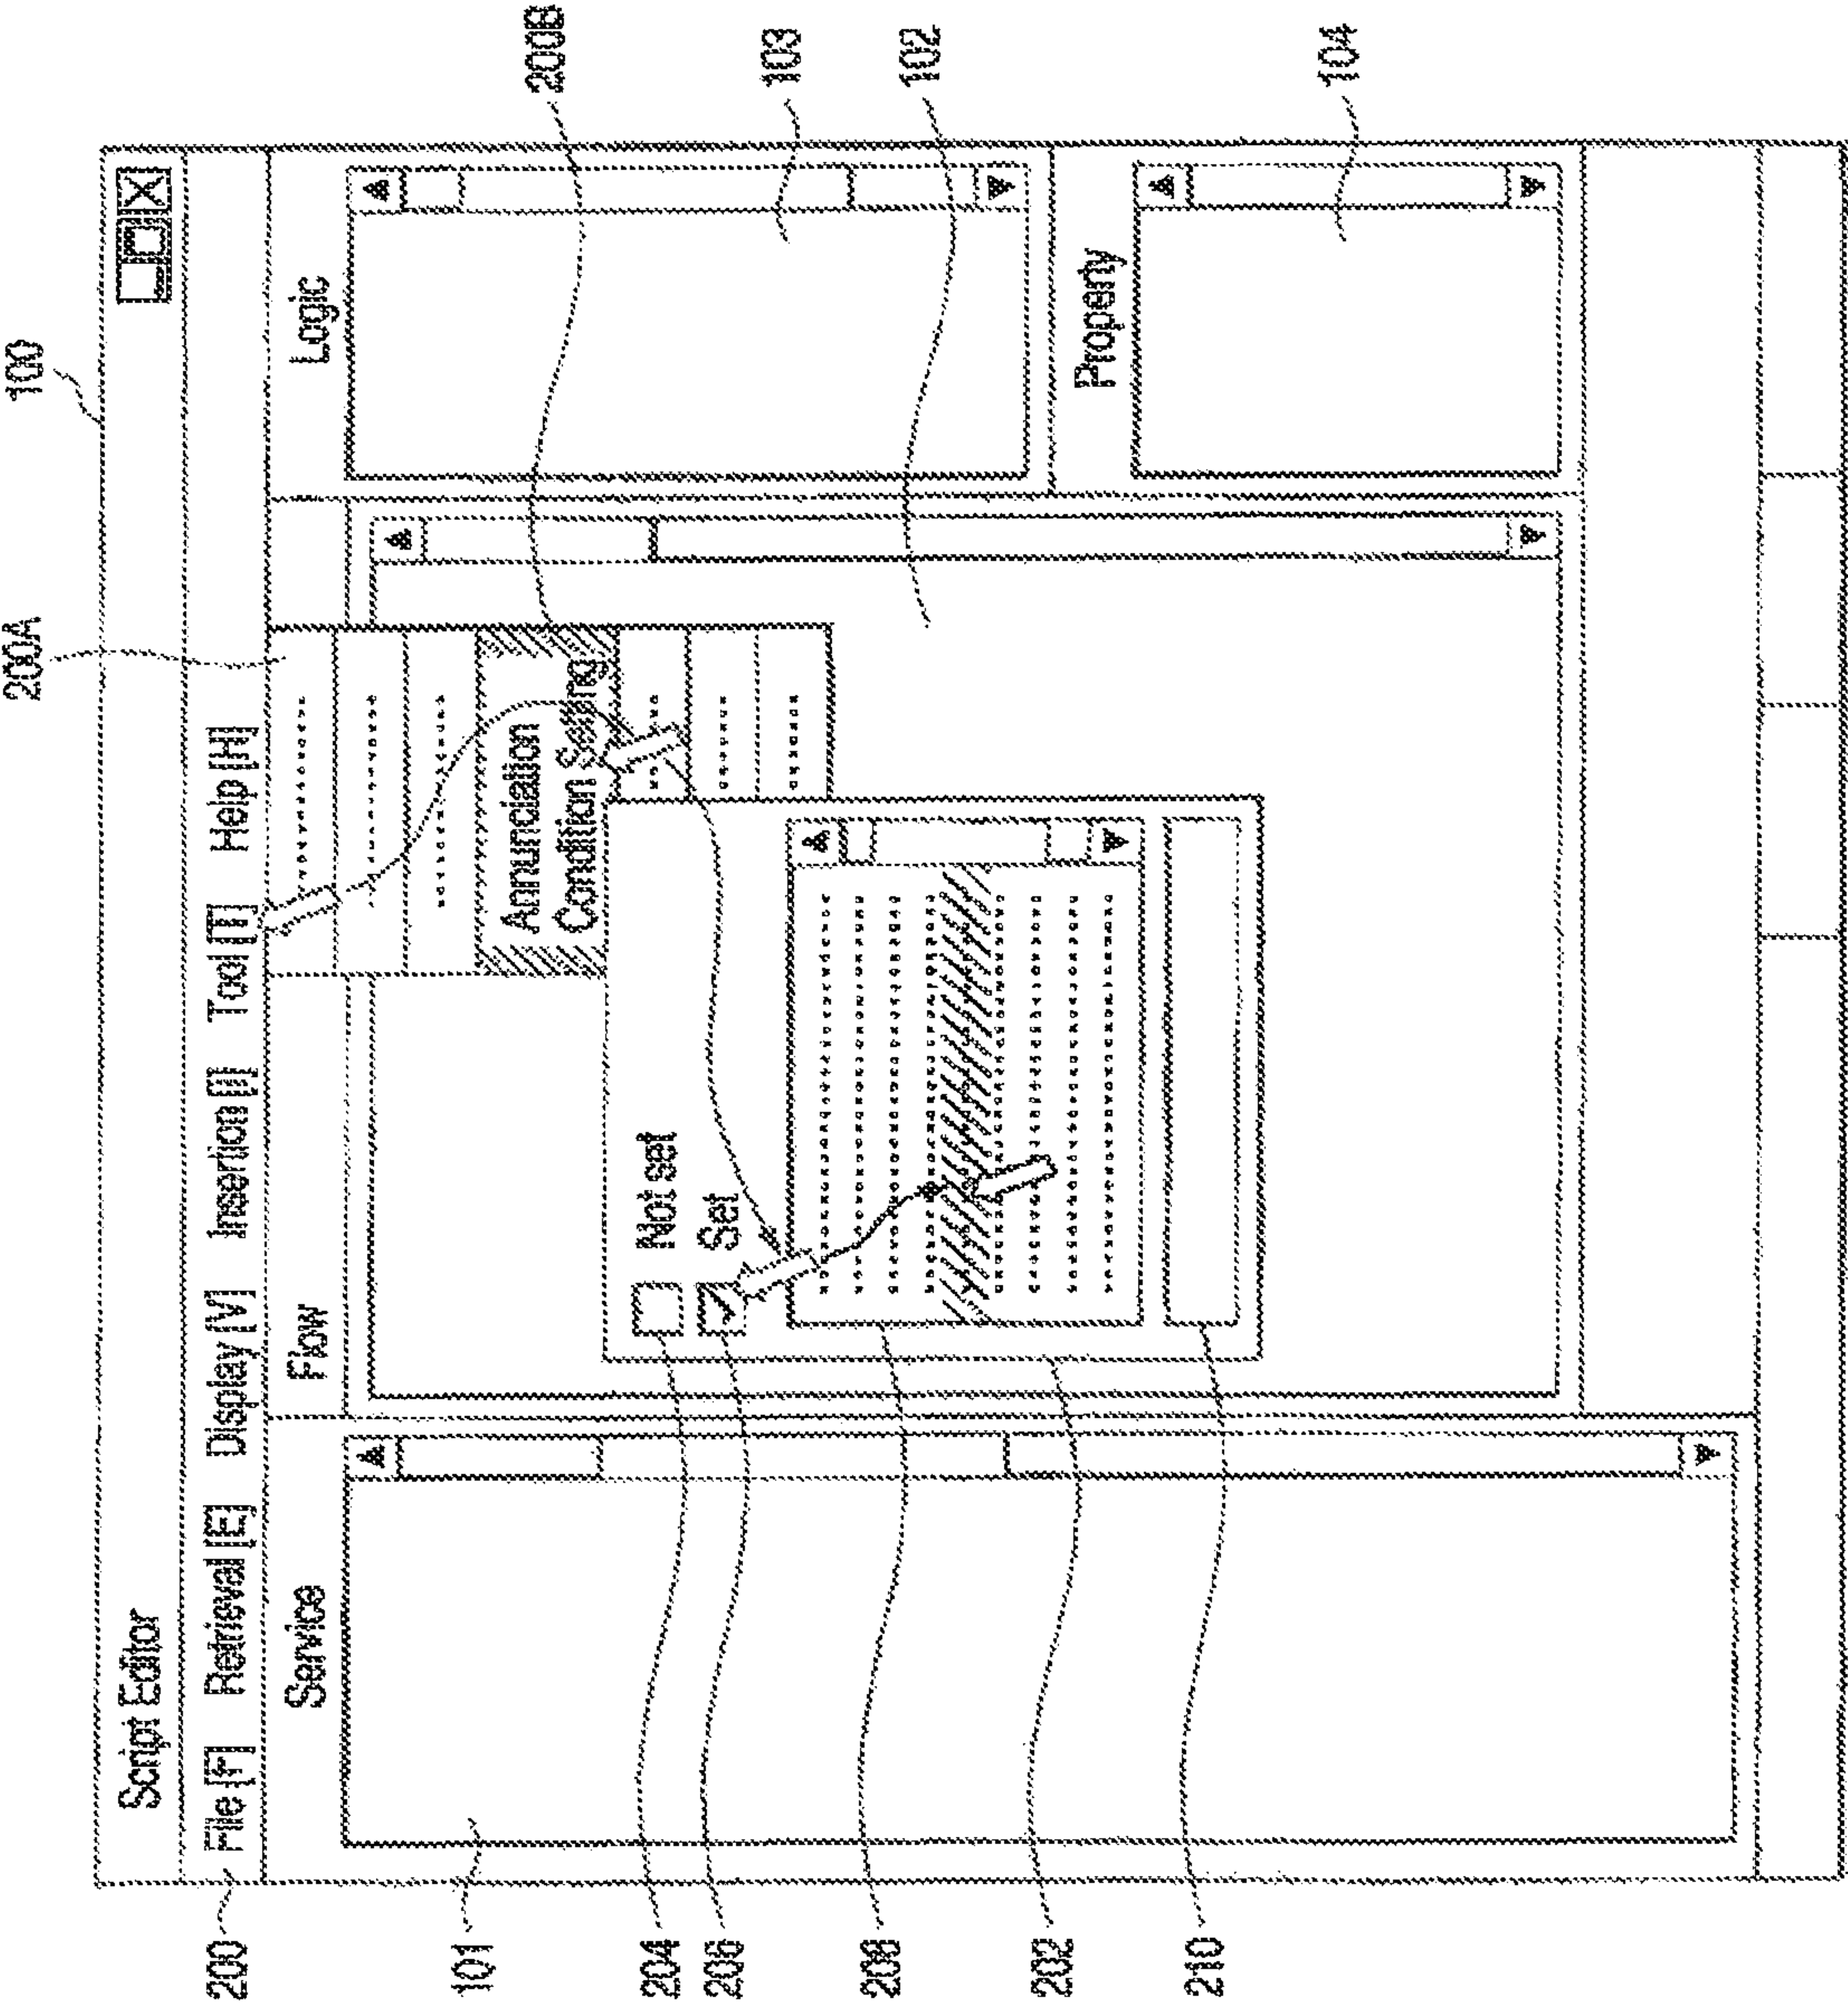 100
200A
Script Editor
200
File [F] Retrieval [E] Display [V] Insertion [I] Tool [T] Help [H]
Service
Flow
Logic
Annunciation
Condition Setting
200B
101
103
102
Not set
204
Set
206
208
202
210
Property
104